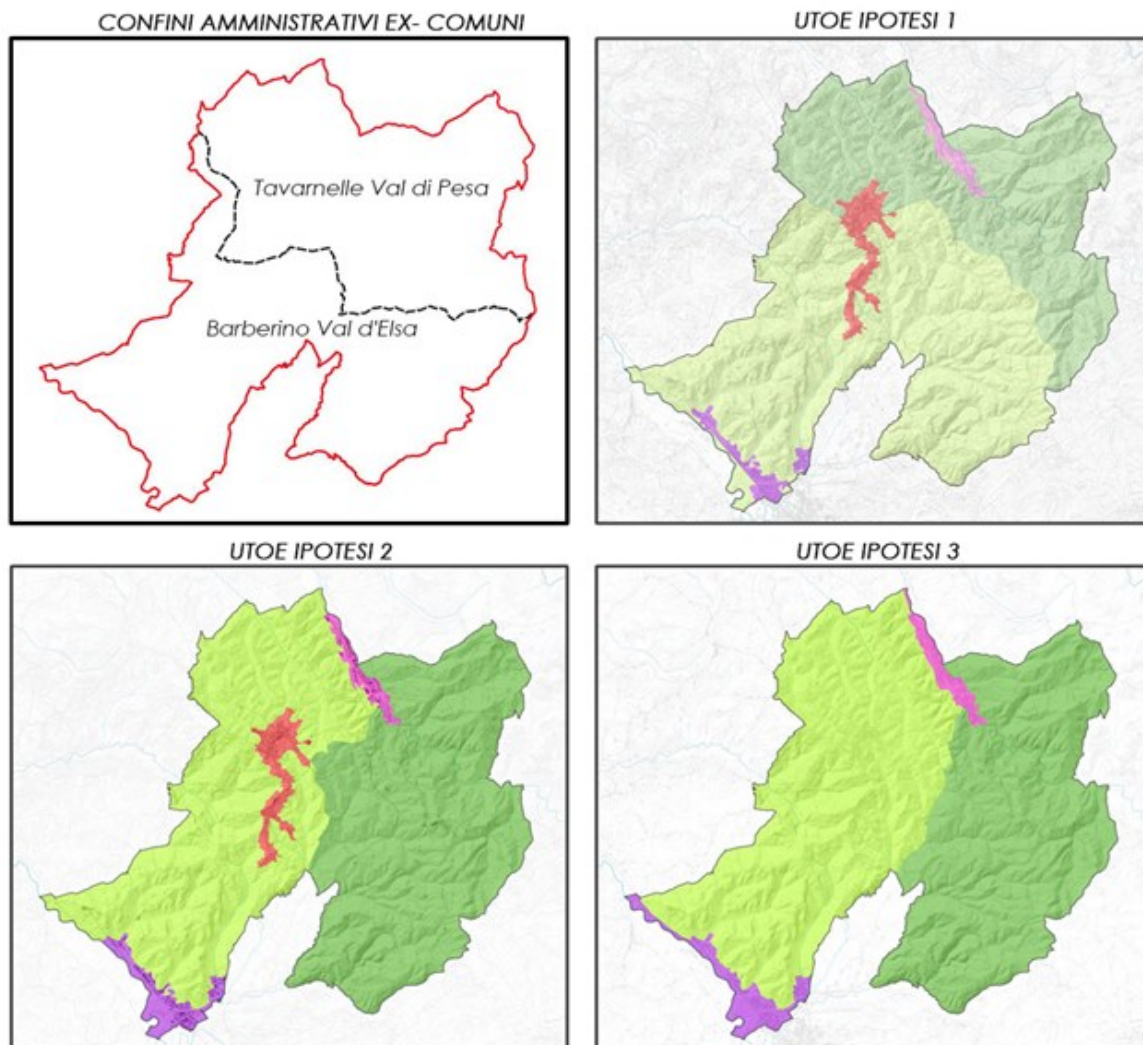 CONFINI AMMINISTRATIVI EX- COMUNI
UTOE IPOTESI 1
Tavarnelle Val di Pesa
Barberino Val d'Elsa
UTOE IPOTESI 2
UTOE IPOTESI 3